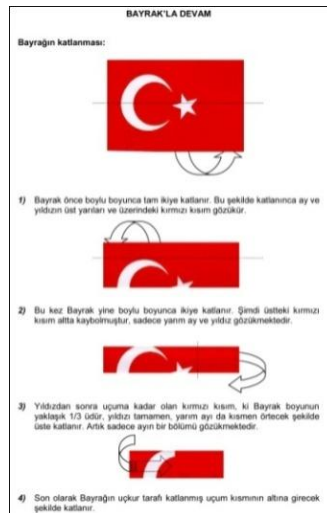 BAYRAK'LA DEVAM
Bayrağın katlanması:
1) Bayrak önce boylu boyunca tam ikiye katlanır. Bu şekilde katlanınca ay ve
yıldızın üst yarıları ve üzerindeki kırmızı kısım gözükür.
2) Bu kez Bayrak yine boylu boyunca ikiye katlanır. Şimdi üstteki kırmızı
kısım altta kaybolmuştur, sadece yarım ay ve yıldız gözükmektedir.
3) Yıldızdan sonra uçuma kadar olan kırmızı kısım, ki Bayrak boyunun
yaklaşık 1/3 üdür, yıldızı tamamen, yarım ayı da kısmen örtecek şekilde
üste katlanır. Artık sadece ayın bir bölümü gözükmektedir.
4) Son olarak Bayrağın uçkur tarafı katlanmış uçum kısmının altına girecek
şekilde katlanır.